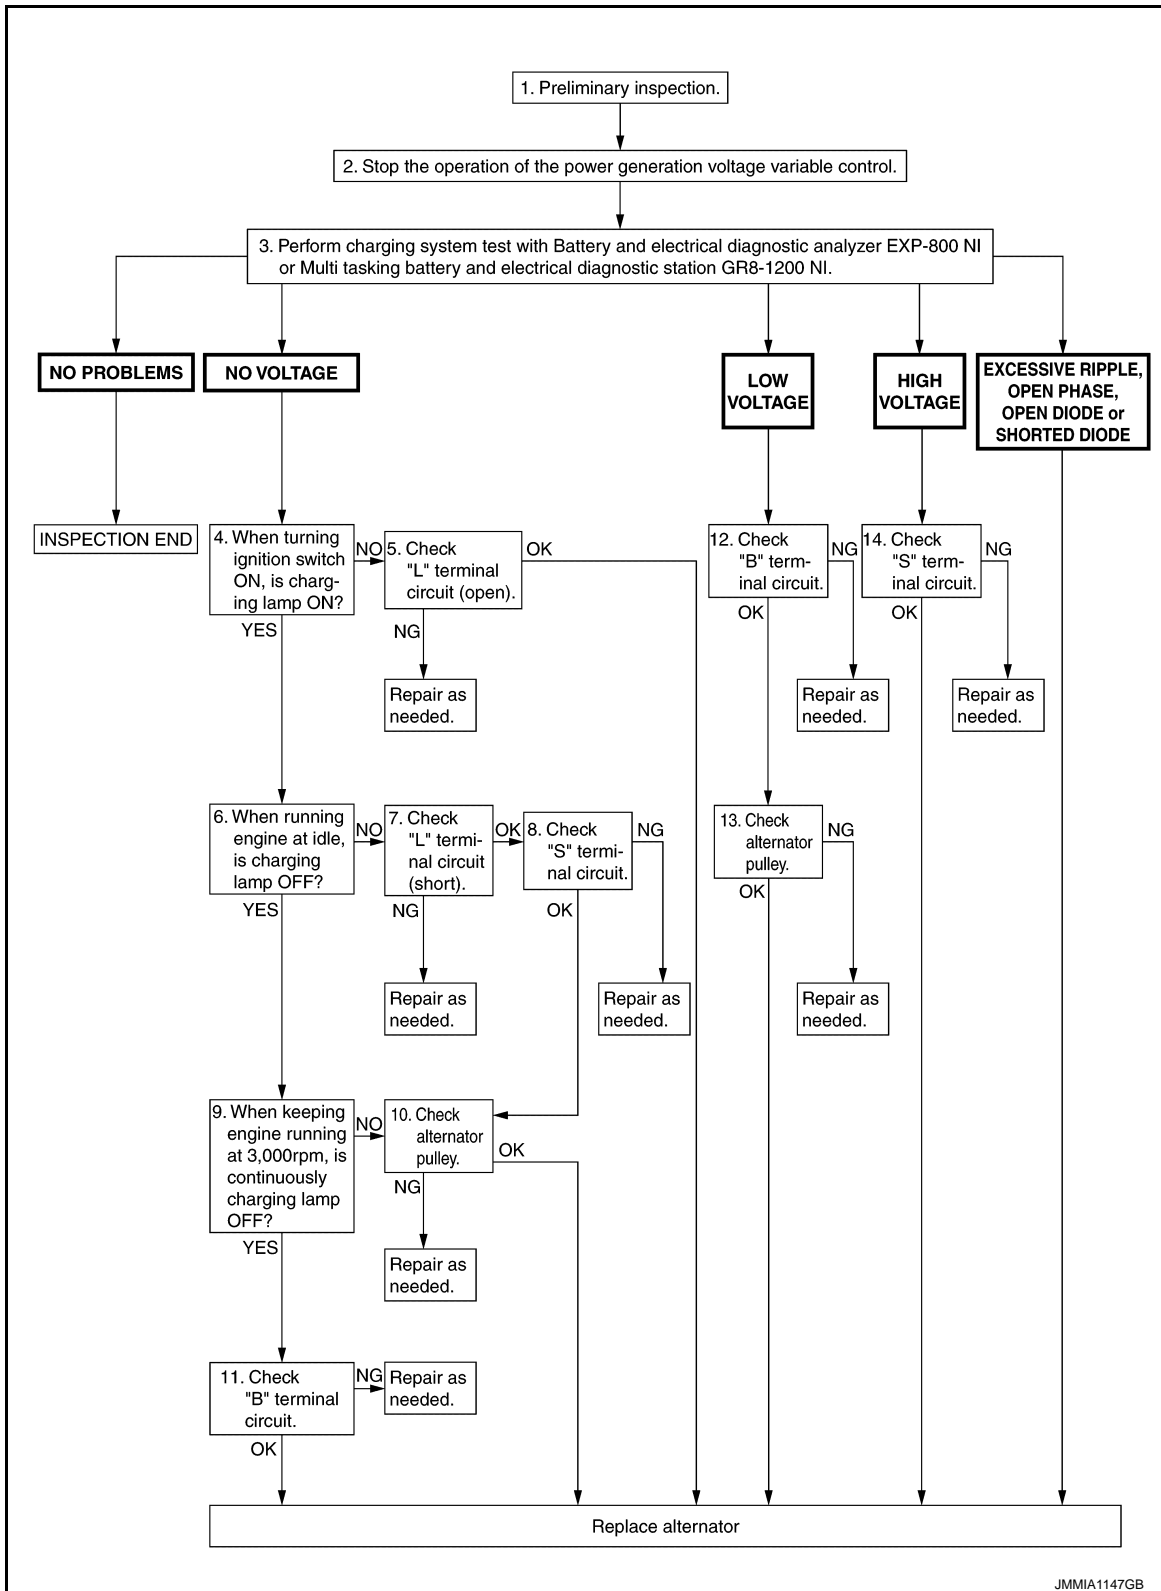 1. Preliminary inspection.
2. Stop the operation of the power generation voltage variable control.
3. Perform charging system test with Battery and electrical diagnostic analyzer EXP-800 NI
or Multi tasking battery and electrical diagnostic station GR8-1200 NI.
NO PROBLEMS
NO VOLTAGE
LOW
VOLTAGE
HIGH
VOLTAGE
EXCESSIVE RIPPLE,
OPEN PHASE,
OPEN DIODE or
SHORTED DIODE
INSPECTION END
4. When turning
ignition switch
ON, is charg-
ing lamp ON?
NO
YES
5. Check
"L" terminal
circuit (open).
OK
NG
Repair as
needed.
12. Check
"B" term-
inal circuit.
NG
OK
Repair as
needed.
14. Check
"S" term-
inal circuit.
NG
OK
Repair as
needed.
6. When running
engine at idle,
is charging
lamp OFF?
NO
YES
7. Check
"L" termi-
nal circuit
(short).
OK
NG
Repair as
needed.
8. Check
"S" termi-
nal circuit.
NG
OK
Repair as
needed.
13. Check
alternator
pulley.
NG
OK
Repair as
needed.
9. When keeping
engine running
at 3,000rpm, is
continuously
charging lamp
OFF?
NO
YES
10. Check
alternator
pulley.
OK
NG
Repair as
needed.
11. Check
"B" terminal
circuit.
NG
OK
Repair as
needed.
Replace alternator
JMMIA1147GB